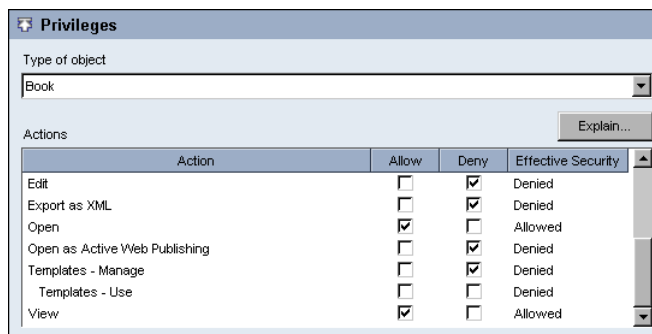 Privileges
Type of object
Book
Explain...
Actions
Action Allow Deny Effective Security
Edit Denied
Export as XML Denied
Open Allowed
Open as Active Web Publishing Denied
Templates - Manage Denied
Templates - Use Denied
View Allowed